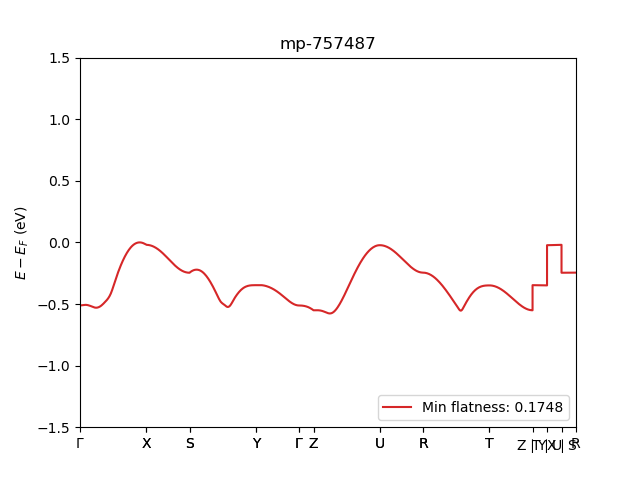 mp-757487
E − E_F (eV)
1.5
1.0
0.5
0.0
−0.5
−1.0
−1.5
Min flatness: 0.1748
Γ X S Y Γ Z U R T Z | T Y | X U | S R